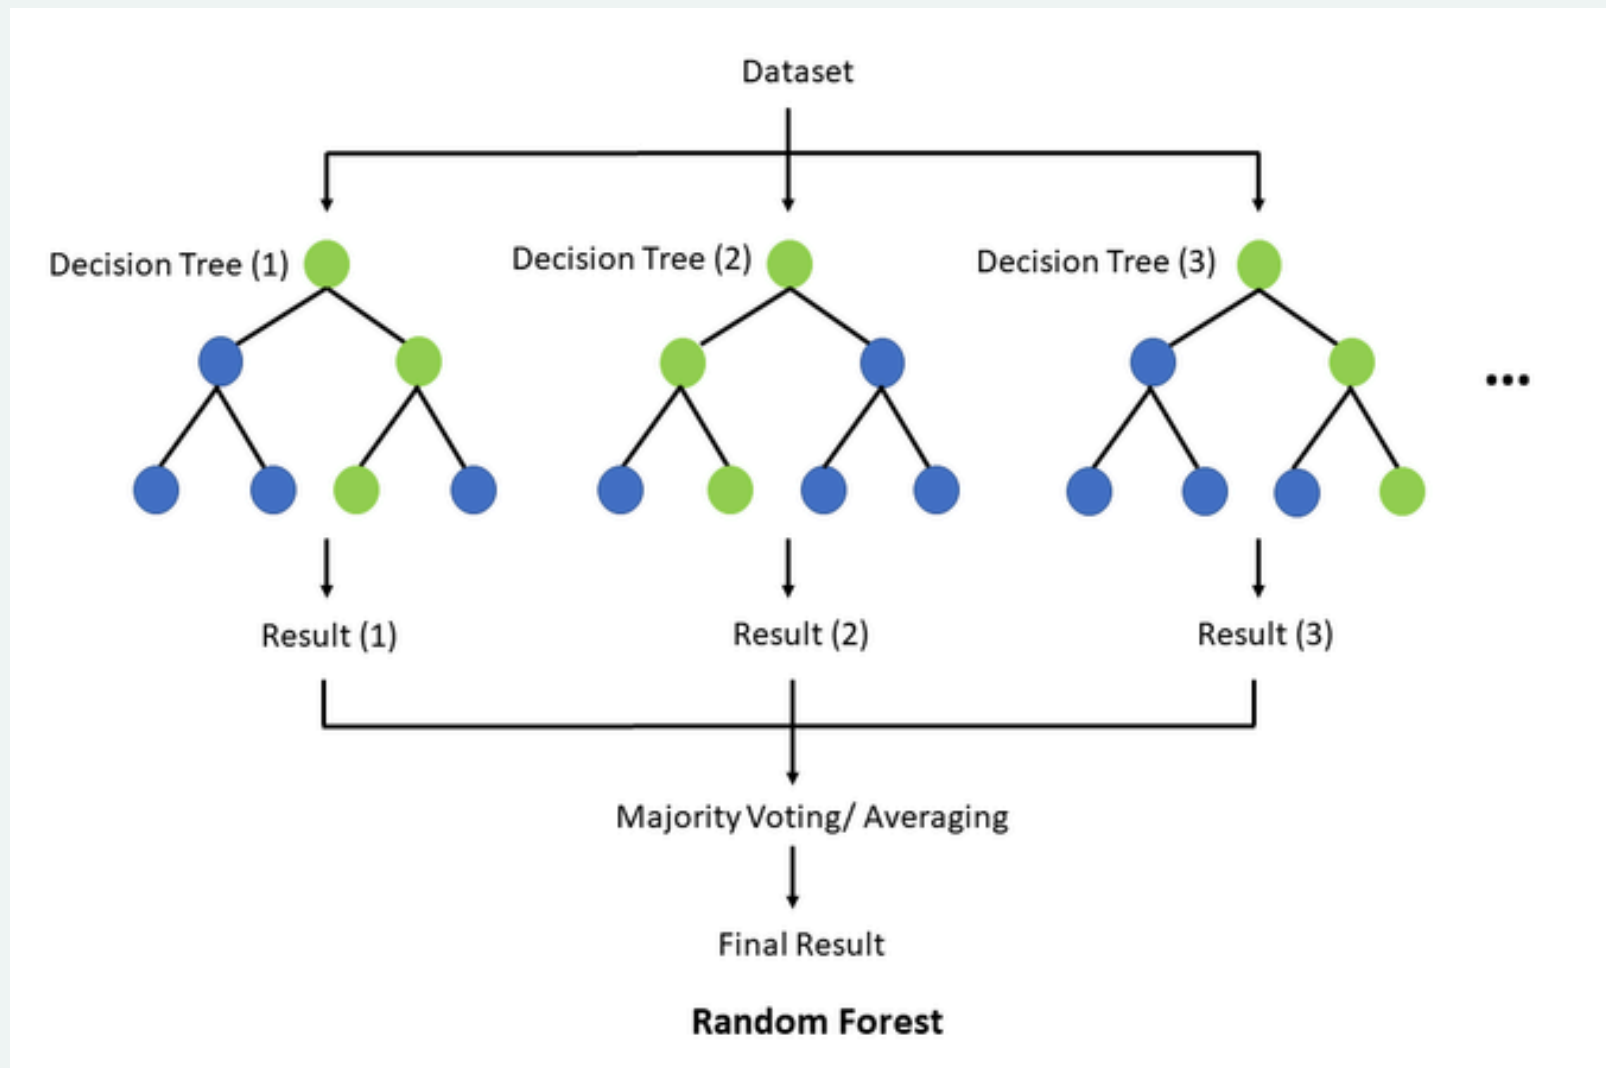 Dataset
Decision Tree (1)
Decision Tree (2)
Decision Tree (3)
...
Result (1)
Result (2)
Result (3)
Majority Voting/ Averaging
Final Result
Random Forest